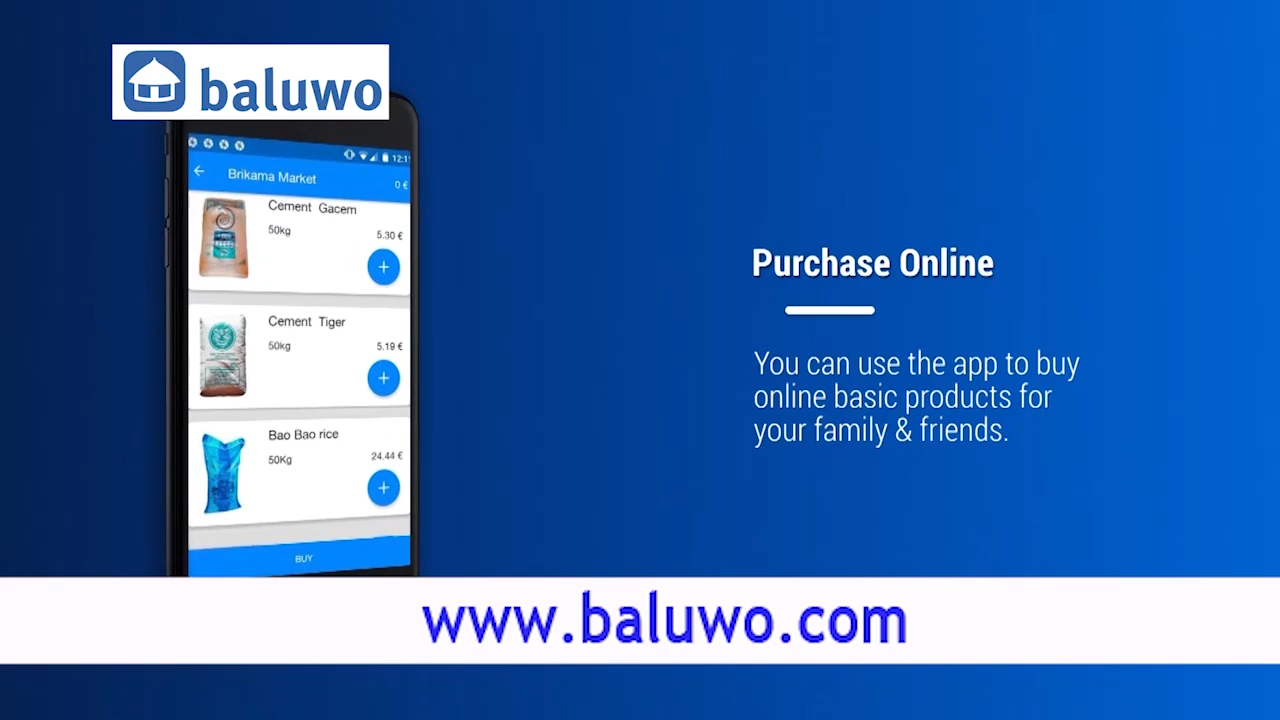 baluwo
12:11
Brikama Market
0 €
Cement Gacem
50kg
5.30 €
Cement Tiger
50kg
5.19 €
Bao Bao rice
50Kg
24.44 €
BUY
Purchase Online
You can use the app to buy
online basic products for
your family & friends.
www.baluwo.com